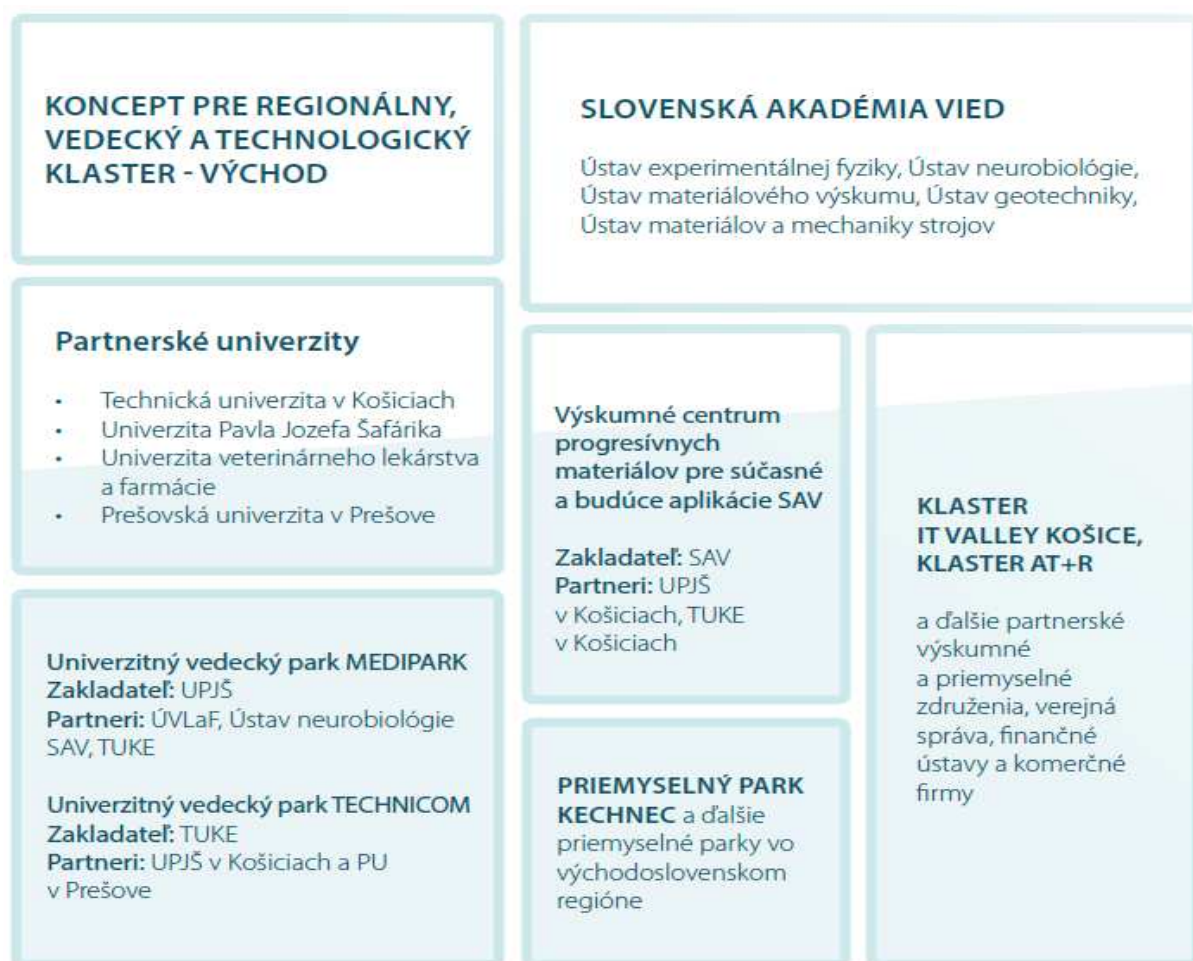 KONCEPT PRE REGIONÁLNY,
VEDECKÝ A TECHNOLOGICKÝ
KLASTER - VÝCHOD
SLOVENSKÁ AKADÉMIA VIED
Ústav experimentálnej fyziky, Ústav neurobiológie,
Ústav materiálového výskumu, Ústav geotechniky,
Ústav materiálov a mechaniky strojov
Partnerské univerzity
• Technická univerzita v Košiciach
• Univerzita Pavla Jozefa Šafárika
• Univerzita veterinárneho lekárstva
a farmácie
• Prešovská univerzita v Prešove
Výskumné centrum
progresívnych
materiálov pre súčasné
a budúce aplikácie SAV
Zakladateľ: SAV
Partneri: UPJŠ
v Košiciach, TUKE
v Košiciach
KLASTER
IT VALLEY KOŠICE,
KLASTER AT+R
a ďalšie partnerské
výskumné
a priemyselné
združenia, verejná
správa, finančné
ústavy a komerčné
firmy
Univerzitný vedecký park MEDIPARK
Zakladateľ: UPJŠ
Partneri: ÚVLaF, Ústav neurobiológie
SAV, TUKE
Univerzitný vedecký park TECHNICOM
Zakladateľ: TUKE
Partneri: UPJŠ v Košiciach a PU
v Prešove
PRIEMYSELNÝ PARK
KECHNEC a ďalšie
priemyselné parky vo
východoslovenskom
regióne